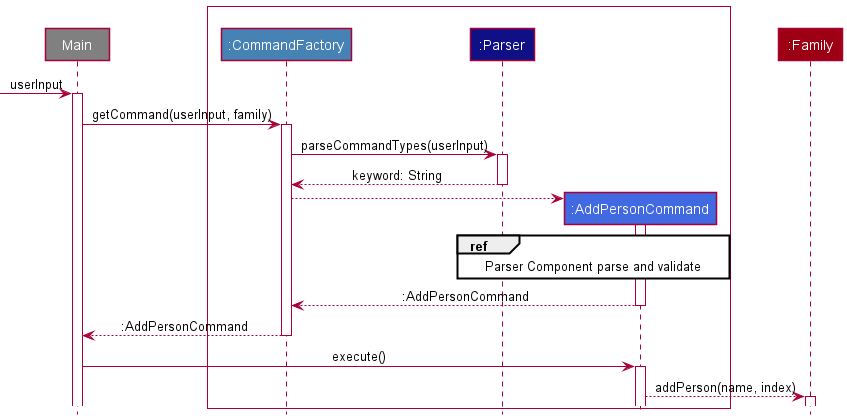 Main
:CommandFactory
:Parser
:Family
userInput
getCommand(userInput, family)
parseCommandTypes(userInput)
keyword: String
:AddPersonCommand
ref
Parser Component parse and validate
:AddPersonCommand
:AddPersonCommand
execute()
addPerson(name, index)